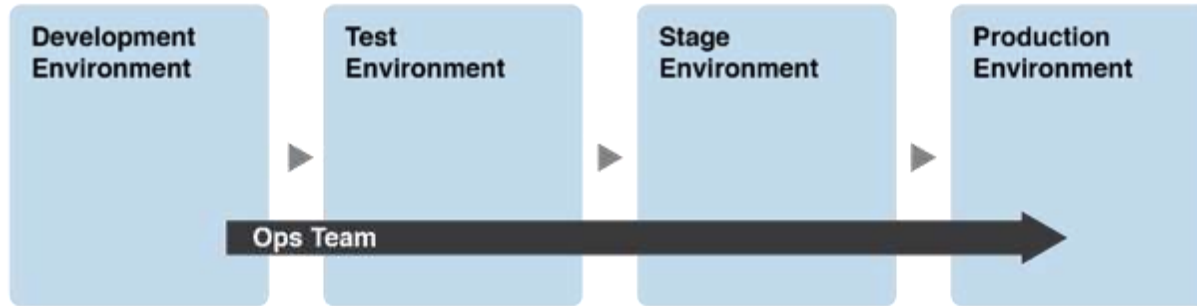 Development
Environment
Test
Environment
Stage
Environment
Production
Environment
Ops Team